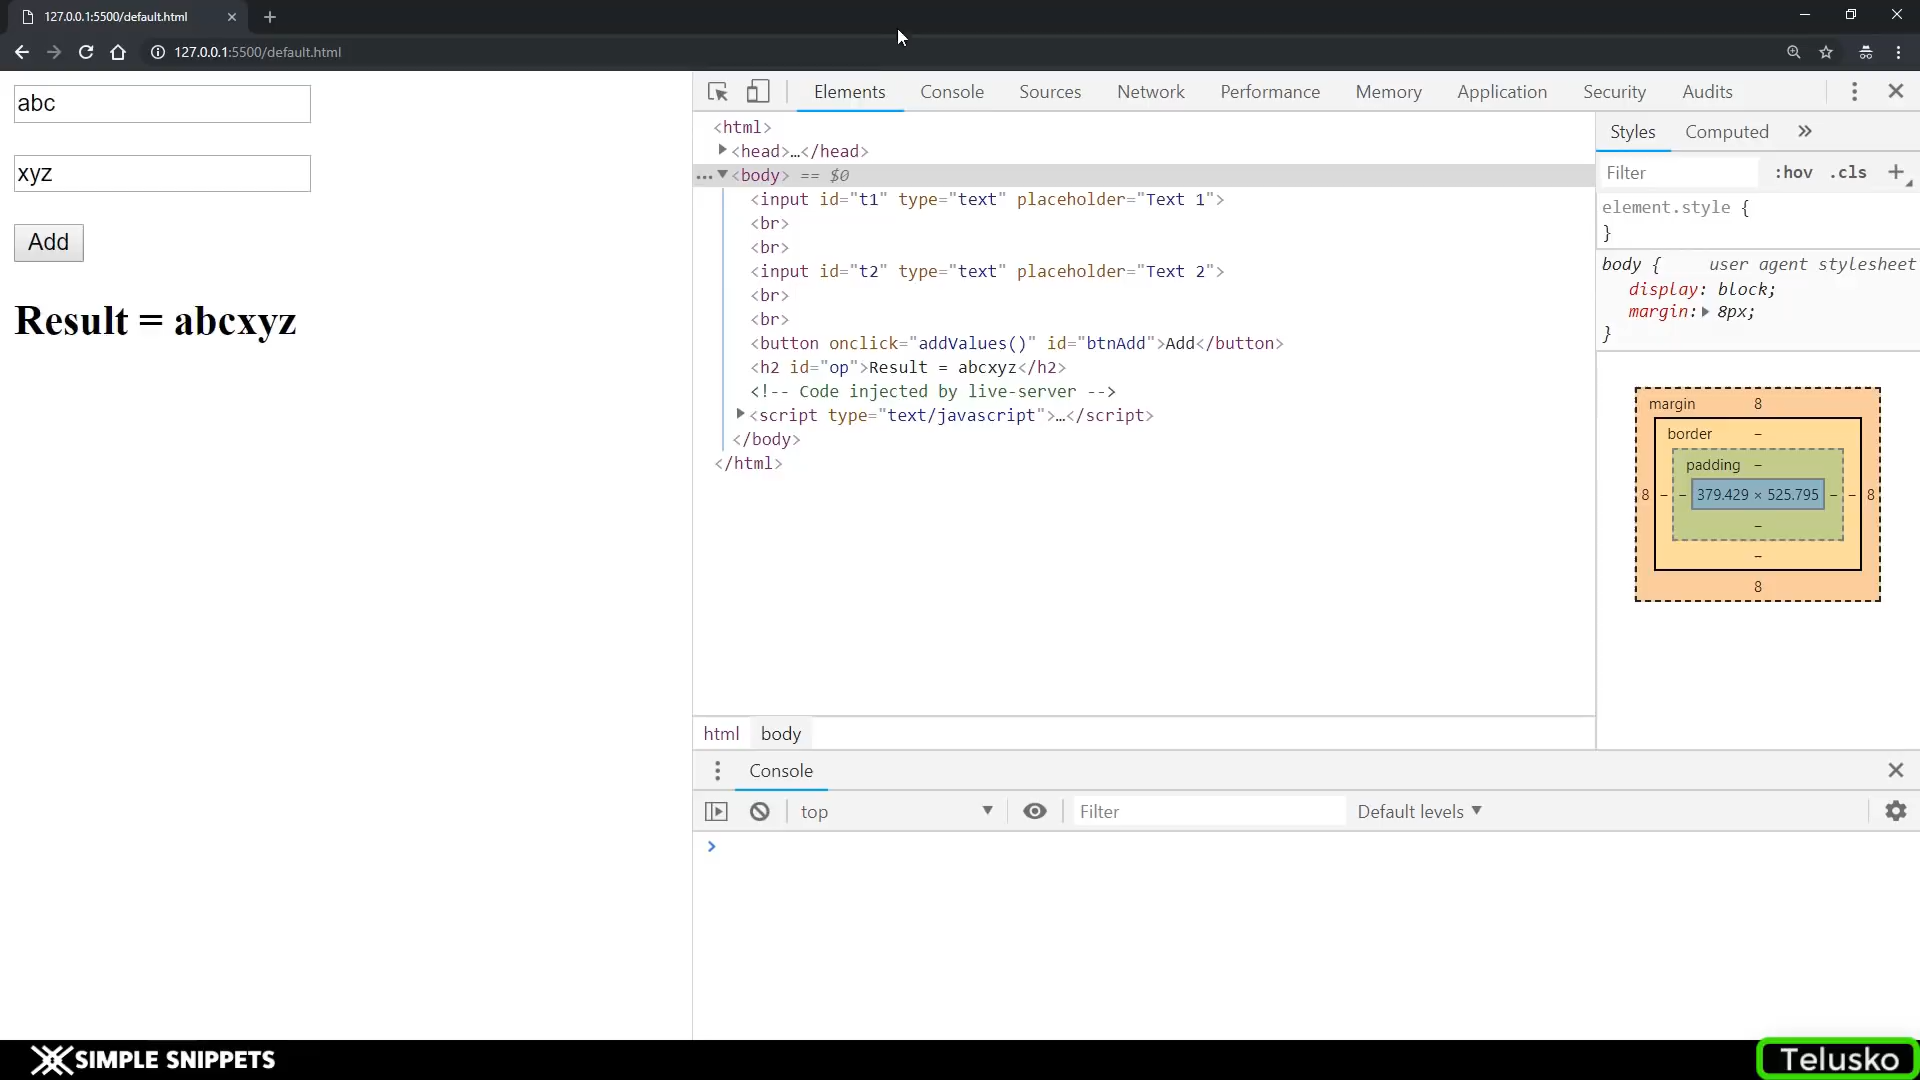 127.0.0.1:5500/default.html
127.0.0.1:5500/default.html
abc
xyz
Add
Result = abcxyz
Elements Console Sources Network Performance Memory Application Security Audits
<html>
<head>…</head>
<body> == $0
<input id="t1" type="text" placeholder="Text 1">
<br>
<br>
<input id="t2" type="text" placeholder="Text 2">
<br>
<br>
<button onclick="addValues()" id="btnAdd">Add</button>
<h2 id="op">Result = abcxyz</h2>
<!-- Code injected by live-server -->
<script type="text/javascript">…</script>
</body>
</html>
html body
Styles Computed
Filter :hov .cls
element.style {
}
body { user agent stylesheet
display: block;
margin: 8px;
}
margin 8
border –
padding –
8 – – 379.429 × 525.795 – – 8
–
–
8
Console
top Filter Default levels
SIMPLE SNIPPETS
Telusko